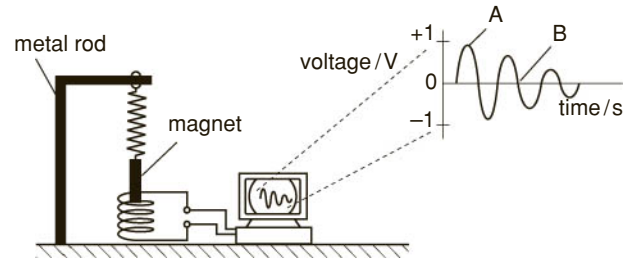 A
+1
metal rod
voltage/V
B
0
magnet
time/s
–1